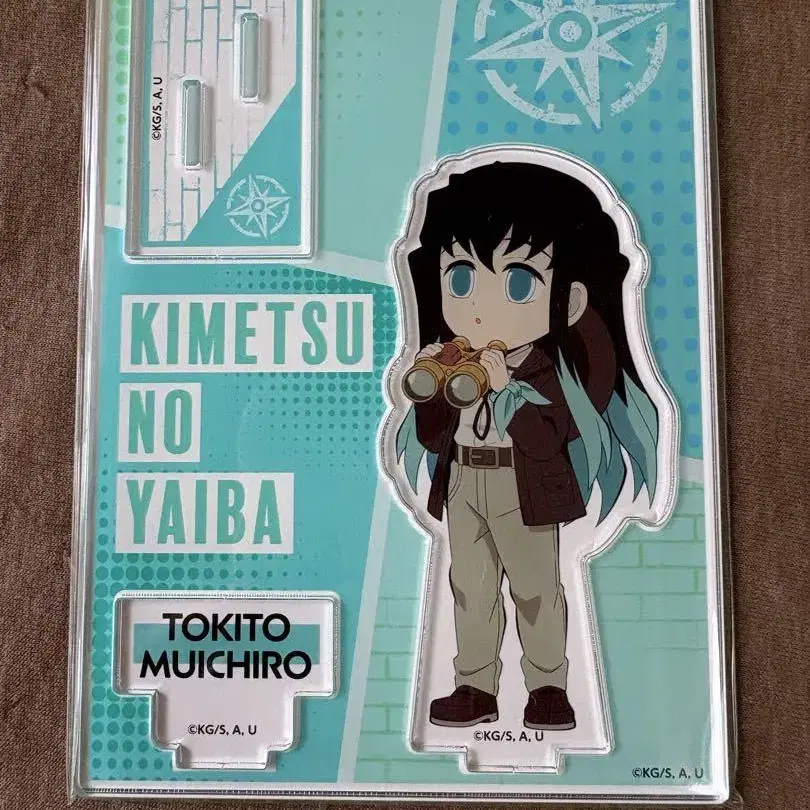 ©KG/S, A, U
KIMETSU
NO
YAIBA
TOKITO
MUICHIRO
©KG/S, A, U
©KG/S, A, U
©KG/S, A, U